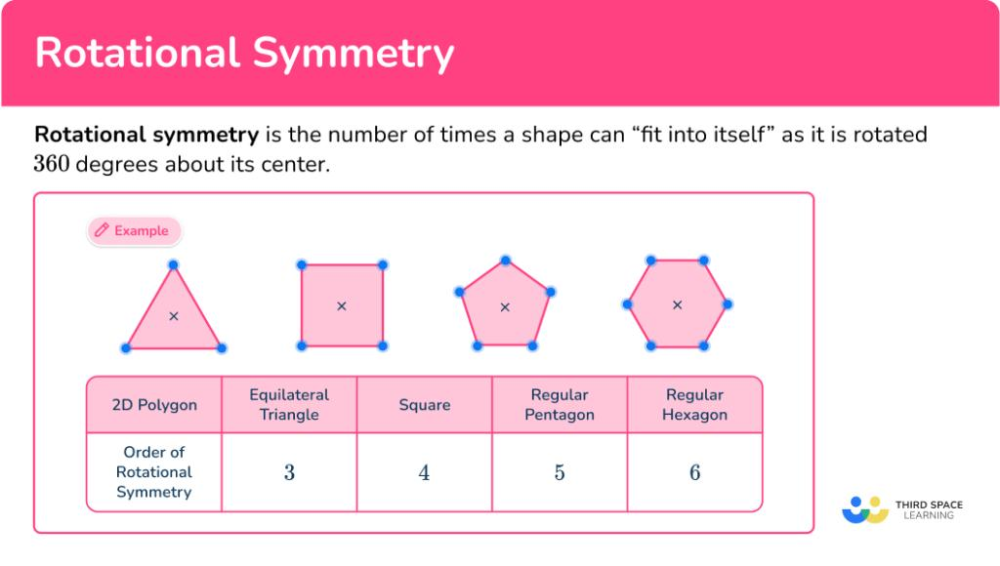 Rotational Symmetry
Rotational symmetry is the number of times a shape can “fit into itself” as it is rotated
360 degrees about its center.
Example
×
×
×
×
2D Polygon
Equilateral
Triangle
Square
Regular
Pentagon
Regular
Hexagon
Order of
Rotational
Symmetry
3
4
5
6
THIRD SPACE
LEARNING